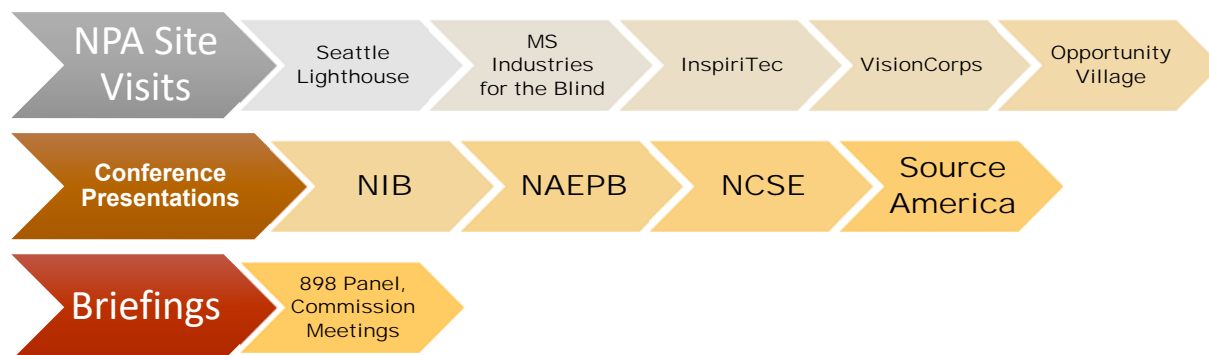 NPA Site
Visits
Seattle
Lighthouse
MS
Industries
for the Blind
InspiriTec
VisionCorps
Opportunity
Village
Conference
Presentations
NIB
NAEPB
NCSE
Source
America
Briefings
898 Panel,
Commission
Meetings